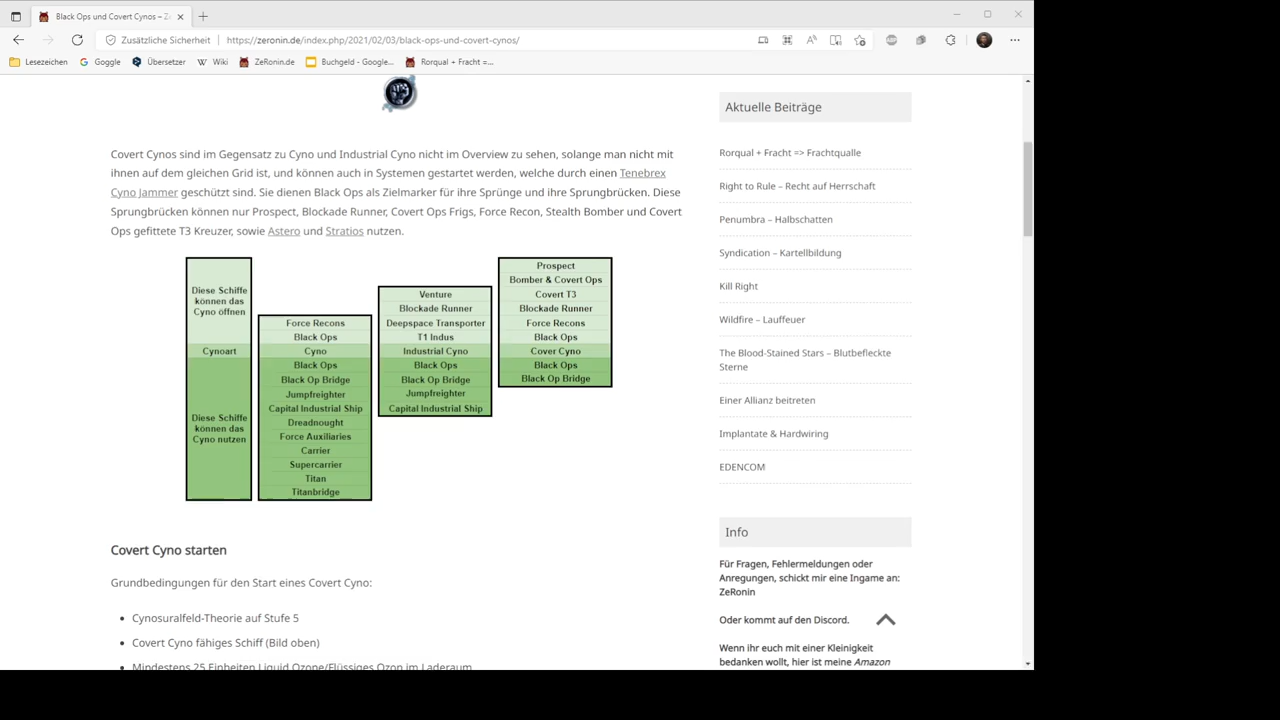 Black Ops und Covert Cynos – Z
Zusätzliche Sicherheit
https://zeronin.de/index.php/2021/02/03/black-ops-und-covert-cynos/
Lesezeichen
Goggle
Übersetzer
Wiki
ZeRonin.de
Buchgeld - Google...
Rorqual + Fracht =...
Covert Cynos sind im Gegensatz zu Cyno und Industrial Cyno nicht im Overview zu sehen, solange man nicht mit
ihnen auf dem gleichen Grid ist, und können auch in Systemen gestartet werden, welche durch einen Tenebrex
Cyno Jammer geschützt sind. Sie dienen Black Ops als Zielmarker für ihre Sprünge und ihre Sprungbrücken. Diese
Sprungbrücken können nur Prospect, Blockade Runner, Covert Ops Frigs, Force Recon, Stealth Bomber und Covert
Ops gefittete T3 Kreuzer, sowie Astero und Stratios nutzen.
Diese Schiffe
können das
Cyno öffnen
Cynoart
Diese Schiffe
können das
Cyno nutzen
Force Recons
Black Ops
Cyno
Black Ops
Black Op Bridge
Jumpfreighter
Capital Industrial Ship
Dreadnought
Force Auxiliaries
Carrier
Supercarrier
Titan
Titanbridge
Venture
Blockade Runner
Deepspace Transporter
T1 Indus
Industrial Cyno
Black Ops
Black Op Bridge
Jumpfreighter
Capital Industrial Ship
Prospect
Bomber & Covert Ops
Covert T3
Blockade Runner
Force Recons
Black Ops
Cover Cyno
Black Ops
Black Op Bridge
Covert Cyno starten
Grundbedingungen für den Start eines Covert Cyno:
• Cynosuralfeld-Theorie auf Stufe 5
• Covert Cyno fähiges Schiff (Bild oben)
• Mindestens 25 Einheiten Liquid Ozone/Flüssiges Ozon im Laderaum
Aktuelle Beiträge
Rorqual + Fracht => Frachtqualle
Right to Rule – Recht auf Herrschaft
Penumbra – Halbschatten
Syndication – Kartellbildung
Kill Right
Wildfire – Lauffeuer
The Blood-Stained Stars – Blutbefleckte
Sterne
Einer Allianz beitreten
Implantate & Hardwiring
EDENCOM
Info
Für Fragen, Fehlermeldungen oder
Anregungen, schickt mir eine Ingame an:
ZeRonin
Oder kommt auf den Discord.
Wenn ihr euch mit einer Kleinigkeit
bedanken wollt, hier ist meine Amazon